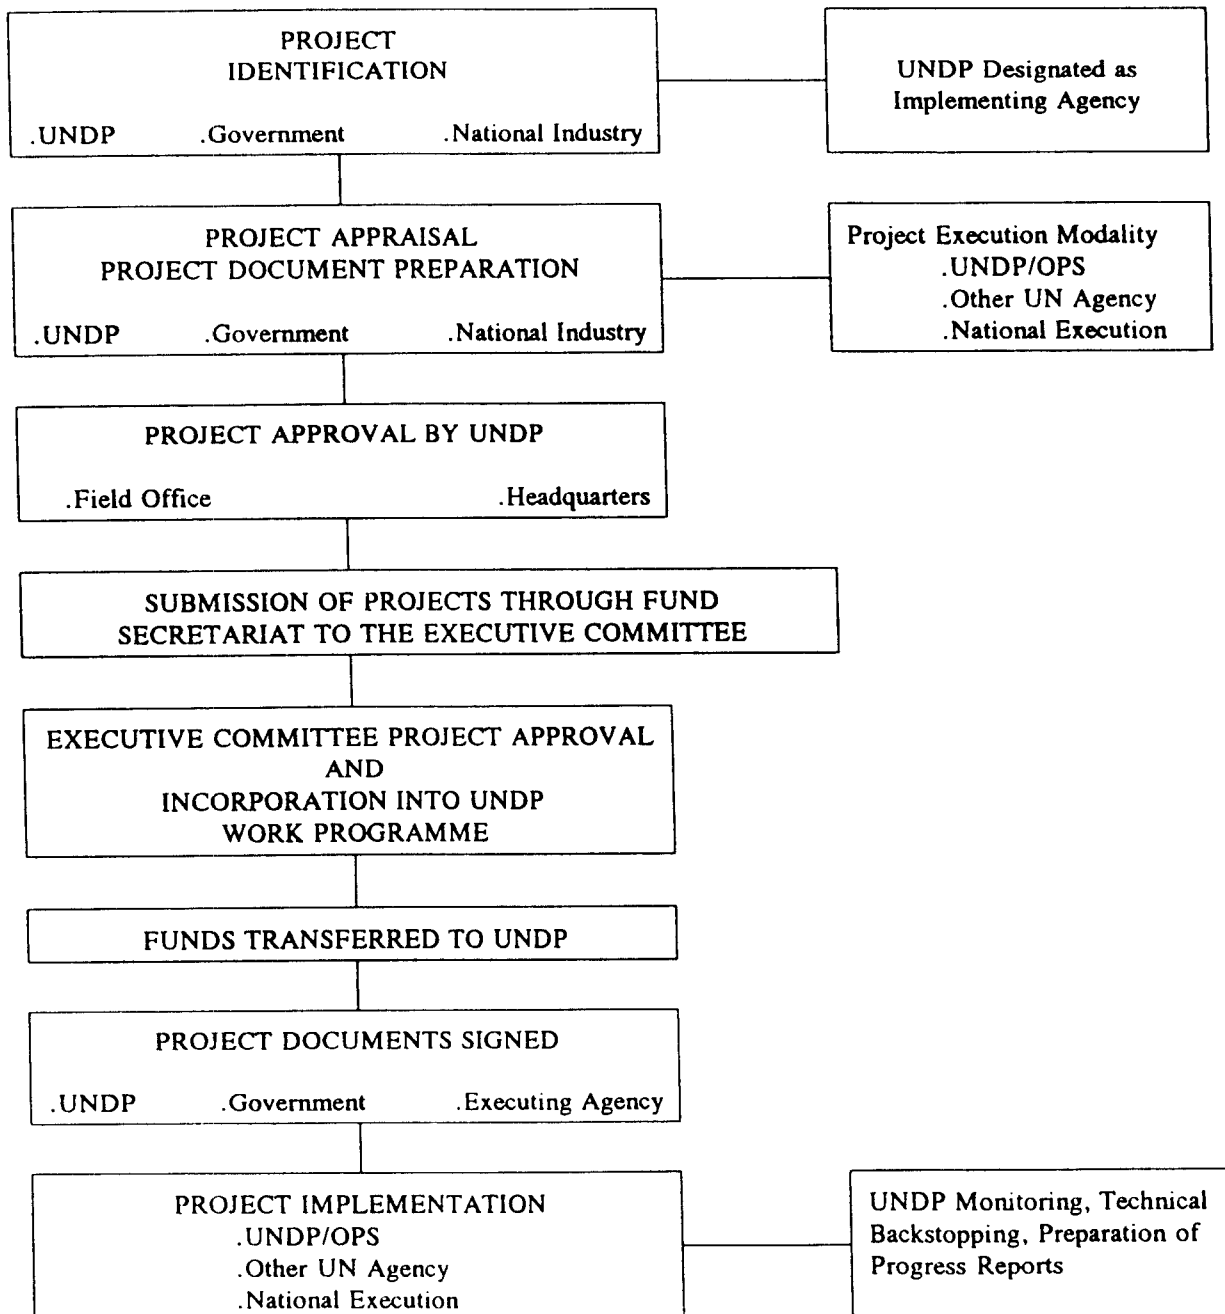 PROJECT
IDENTIFICATION
.UNDP .Government .National Industry
UNDP Designated as
Implementing Agency
PROJECT APPRAISAL
PROJECT DOCUMENT PREPARATION
.UNDP .Government .National Industry
Project Execution Modality
.UNDP/OPS
.Other UN Agency
.National Execution
PROJECT APPROVAL BY UNDP
.Field Office .Headquarters
SUBMISSION OF PROJECTS THROUGH FUND
SECRETARIAT TO THE EXECUTIVE COMMITTEE
EXECUTIVE COMMITTEE PROJECT APPROVAL
AND
INCORPORATION INTO UNDP
WORK PROGRAMME
FUNDS TRANSFERRED TO UNDP
PROJECT DOCUMENTS SIGNED
.UNDP .Government .Executing Agency
PROJECT IMPLEMENTATION
.UNDP/OPS
.Other UN Agency
.National Execution
UNDP Monitoring, Technical
Backstopping, Preparation of
Progress Reports